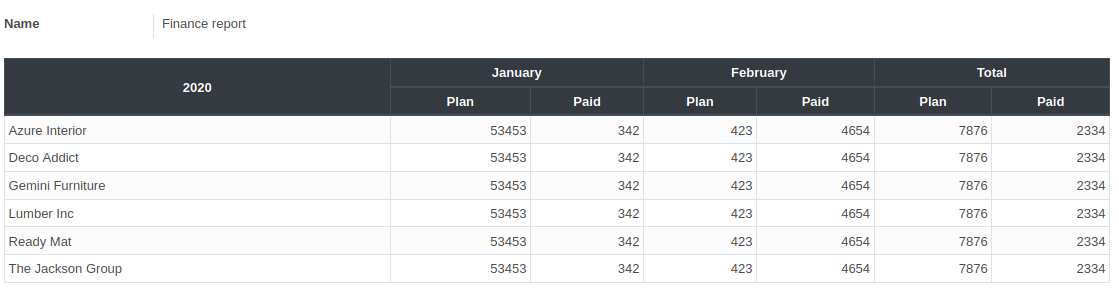 Name Finance report
2020 January February Total
Plan Paid Plan Paid Plan Paid
Azure Interior 53453 342 423 4654 7876 2334
Deco Addict 53453 342 423 4654 7876 2334
Gemini Furniture 53453 342 423 4654 7876 2334
Lumber Inc 53453 342 423 4654 7876 2334
Ready Mat 53453 342 423 4654 7876 2334
The Jackson Group 53453 342 423 4654 7876 2334